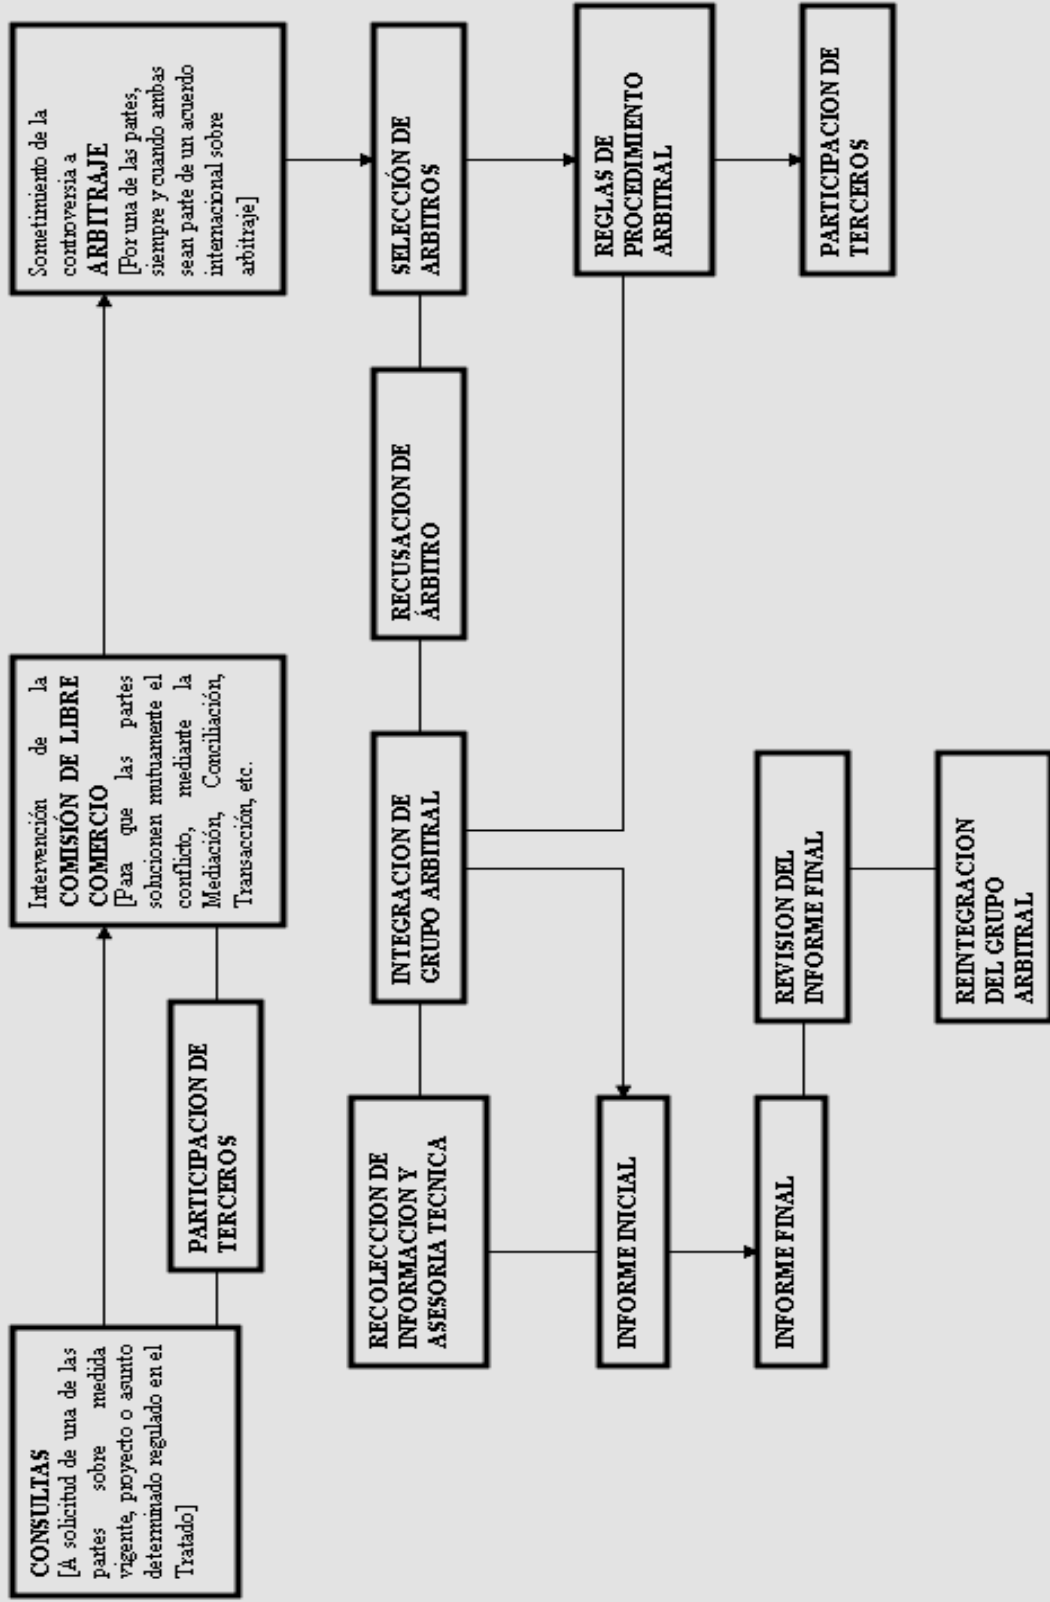 CONSULTAS
[A solicitud de una de las
partes sobre medida
vigente, proyecto o asunto
determinado regulado en el
Tratado]
PARTICIPACION DE
TERCEROS
Intervención de la
COMISIÓN DE LIBRE
COMERCIO
[Para que las partes
solucionen mutuamente el
conflicto, mediante la
Mediación, Conciliación,
Transacción, etc.
Sometimiento de la
controversia a
ARBITRAJE
[Por una de las partes,
siempre y cuando ambas
sean parte de un acuerdo
internacional sobre
arbitraje]
SELECCIÓN DE
ARBITROS
RECUSACION DE
ÁRBITRO
INTEGRACION DE
GRUPO ARBITRAL
RECOLECCION DE
INFORMACION Y
ASESORIA TECNICA
REGLAS DE
PROCEDIMIENTO
ARBITRAL
INFORME INICIAL
PARTICIPACION DE
TERCEROS
REVISION DEL
INFORME FINAL
INFORME FINAL
REINTEGRACION
DEL GRUPO
ARBITRAL